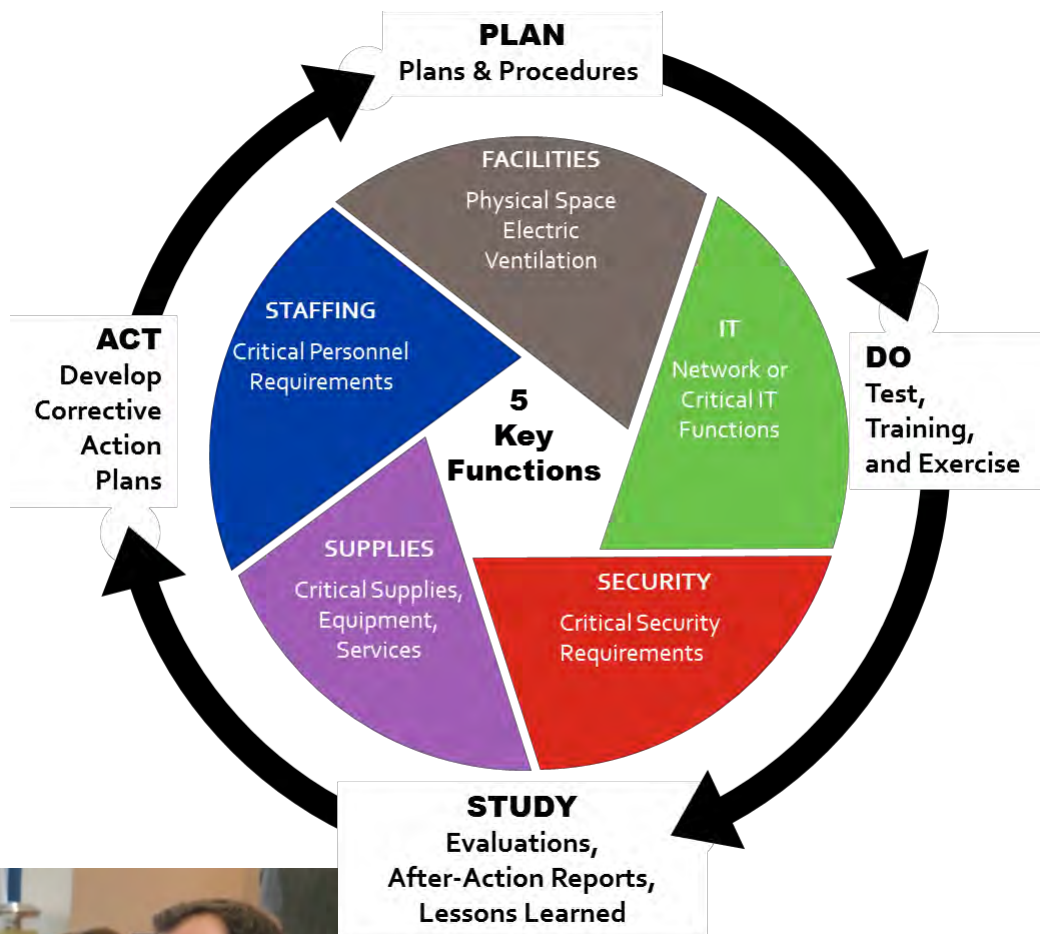 PLAN
Plans & Procedures
FACILITIES
Physical Space
Electric
Ventilation
STAFFING
Critical Personnel
Requirements
IT
Network or
Critical IT
Functions
ACT
Develop
Corrective
Action
Plans
DO
Test,
Training,
and Exercise
5
Key
Functions
SUPPLIES
Critical Supplies,
Equipment,
Services
SECURITY
Critical Security
Requirements
STUDY
Evaluations,
After-Action Reports,
Lessons Learned